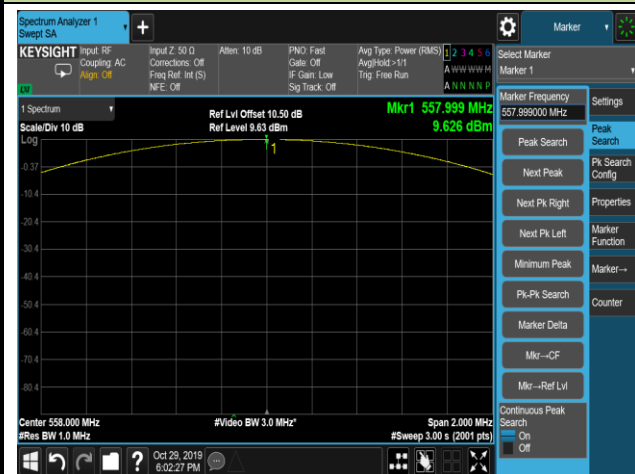 Spectrum Analyzer 1
Swept SA
Marker
KEYSIGHT
Input: RF
Coupling: AC
Align: Off
Input Z: 50 Ω
Corrections: Off
Freq Ref: Int (S)
NFE: Off
Atten: 10 dB
PNO: Fast
Gate: Off
IF Gain: Low
Sig Track: Off
Avg Type: Power (RMS)
Avg|Hold:>1/1
Trig: Free Run
1 2 3 4 5 6
A W W W W M
A N N N N P
Select Marker
Marker 1
1 Spectrum
Scale/Div 10 dB
Ref Lvl Offset 10.50 dB
Ref Level 9.63 dBm
Mkr1 557.999 MHz
9.626 dBm
Log
1
-0.37
-10.4
-20.4
-30.4
-40.4
-50.4
-60.4
-70.4
-80.4
Center 558.000 MHz
#Res BW 1.0 MHz
#Video BW 3.0 MHz*
Span 2.000 MHz
#Sweep 3.00 s (2001 pts)
Marker Frequency
557.999000 MHz
Peak Search
Next Peak
Next Pk Right
Next Pk Left
Minimum Peak
Pk-Pk Search
Marker Delta
Mkr→CF
Mkr→Ref Lvl
Continuous Peak
Search
On
Off
Settings
Peak
Search
Pk Search
Config
Properties
Marker
Function
Marker→
Counter
Oct 29, 2019
6:02:27 PM